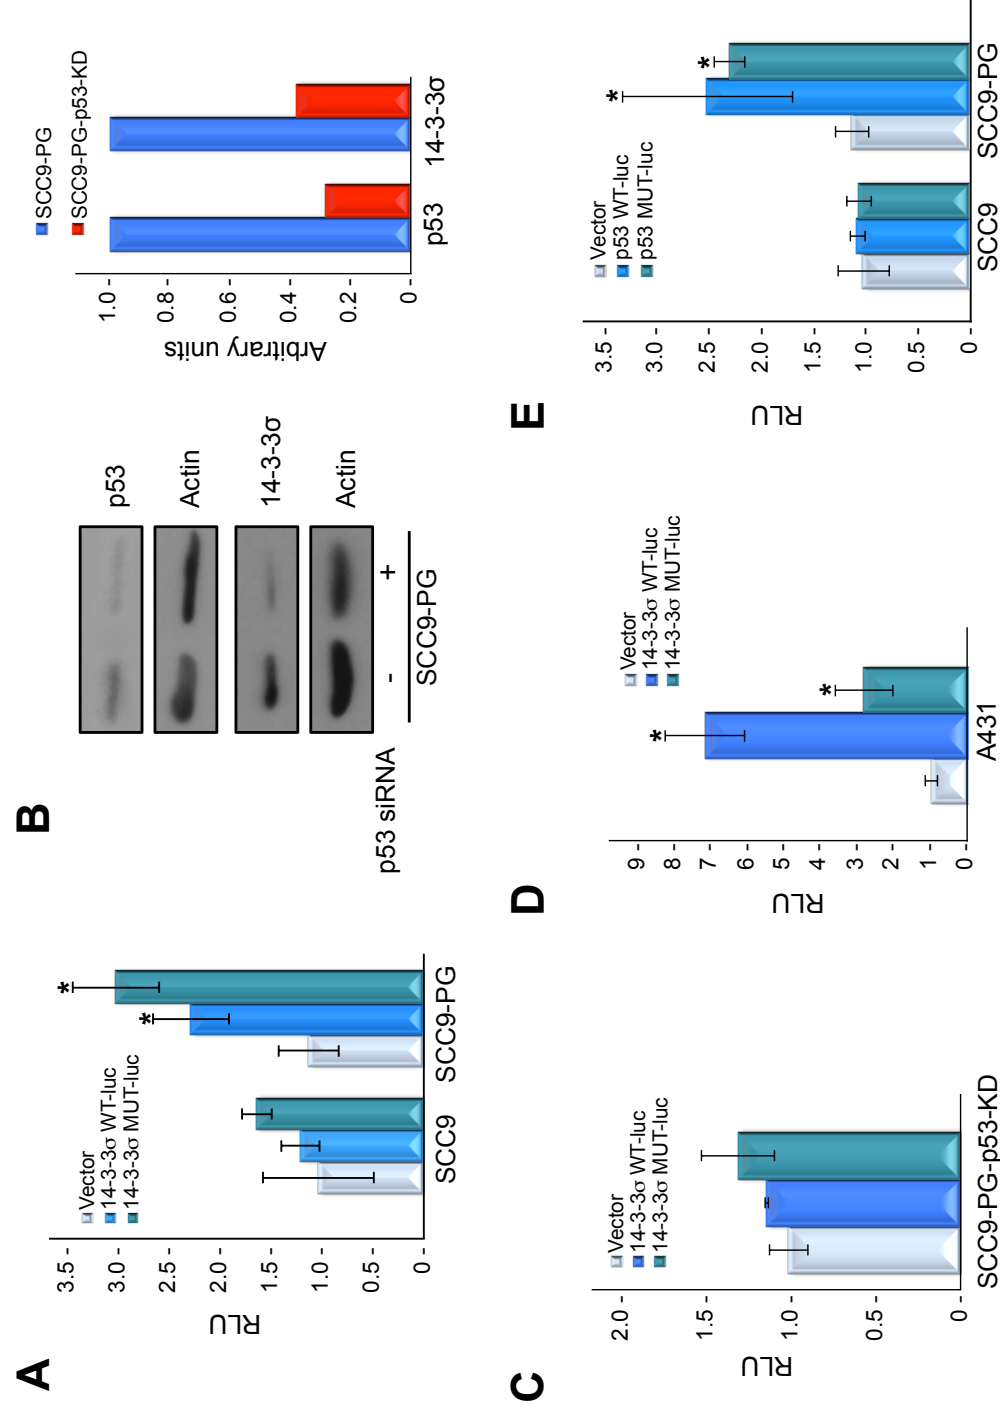 A
RLU
3.5
3.0
2.5
2.0
1.5
1.0
0.5
0
Vector
14-3-3σ WT-luc
14-3-3σ MUT-luc
*
*
SCC9
SCC9-PG
B
p53
Actin
14-3-3σ
Actin
p53 siRNA
-
+
SCC9-PG
SCC9-PG
SCC9-PG-p53-KD
Arbitrary units
1.0
0.8
0.6
0.4
0.2
0
p53
14-3-3σ
C
RLU
2.0
1.5
1.0
0.5
0
Vector
14-3-3σ WT-luc
14-3-3σ MUT-luc
SCC9-PG-p53-KD
D
RLU
9
8
7
6
5
4
3
2
1
0
Vector
14-3-3σ WT-luc
14-3-3σ MUT-luc
*
*
A431
E
RLU
3.5
3.0
2.5
2.0
1.5
1.0
0.5
0
Vector
p53 WT-luc
p53 MUT-luc
*
*
SCC9
SCC9-PG